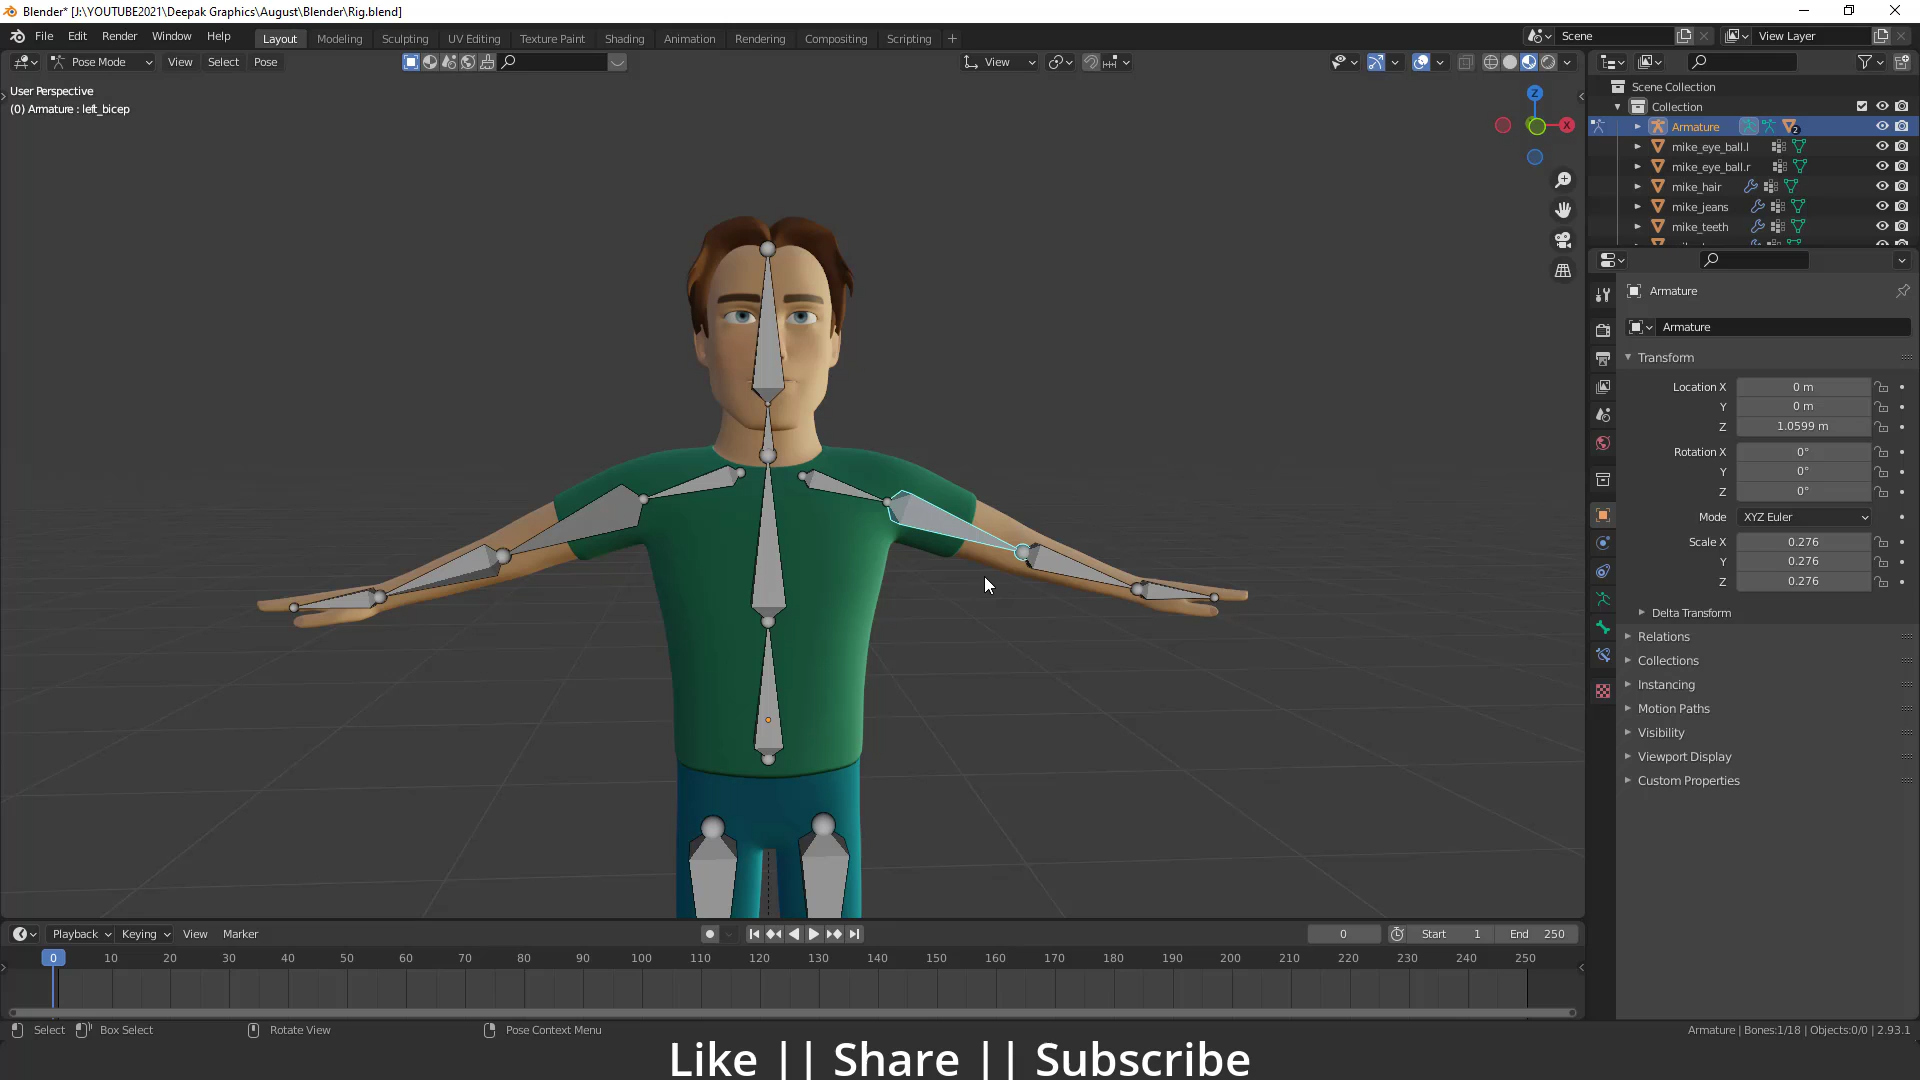 Blender* [J:\YOUTUBE2021\Deepak Graphics\August\Blender\Rig.blend]
File Edit Render Window Help Layout Modeling Sculpting UV Editing Texture Paint Shading Animation Rendering Compositing Scripting + Scene View Layer
Pose Mode View Select Pose View
User Perspective
(0) Armature : left_bicep
Z
X
Scene Collection
Collection
Armature 2
mike_eye_ball.l
mike_eye_ball.r
mike_hair
mike_jeans
mike_teeth
Armature
Armature
Transform
Location X 0 m
Y 0 m
Z 1.0599 m
Rotation X 0°
Y 0°
Z 0°
Mode XYZ Euler
Scale X 0.276
Y 0.276
Z 0.276
Delta Transform
Relations
Collections
Instancing
Motion Paths
Visibility
Viewport Display
Custom Properties
Playback Keying View Marker 0 Start 1 End 250
0 10 20 30 40 50 60 70 80 90 100 110 120 130 140 150 160 170 180 190 200 210 220 230 240 250
Select Box Select Rotate View Pose Context Menu Armature | Bones:1/18 | Objects:0/0 | 2.93.1
Like || Share || Subscribe